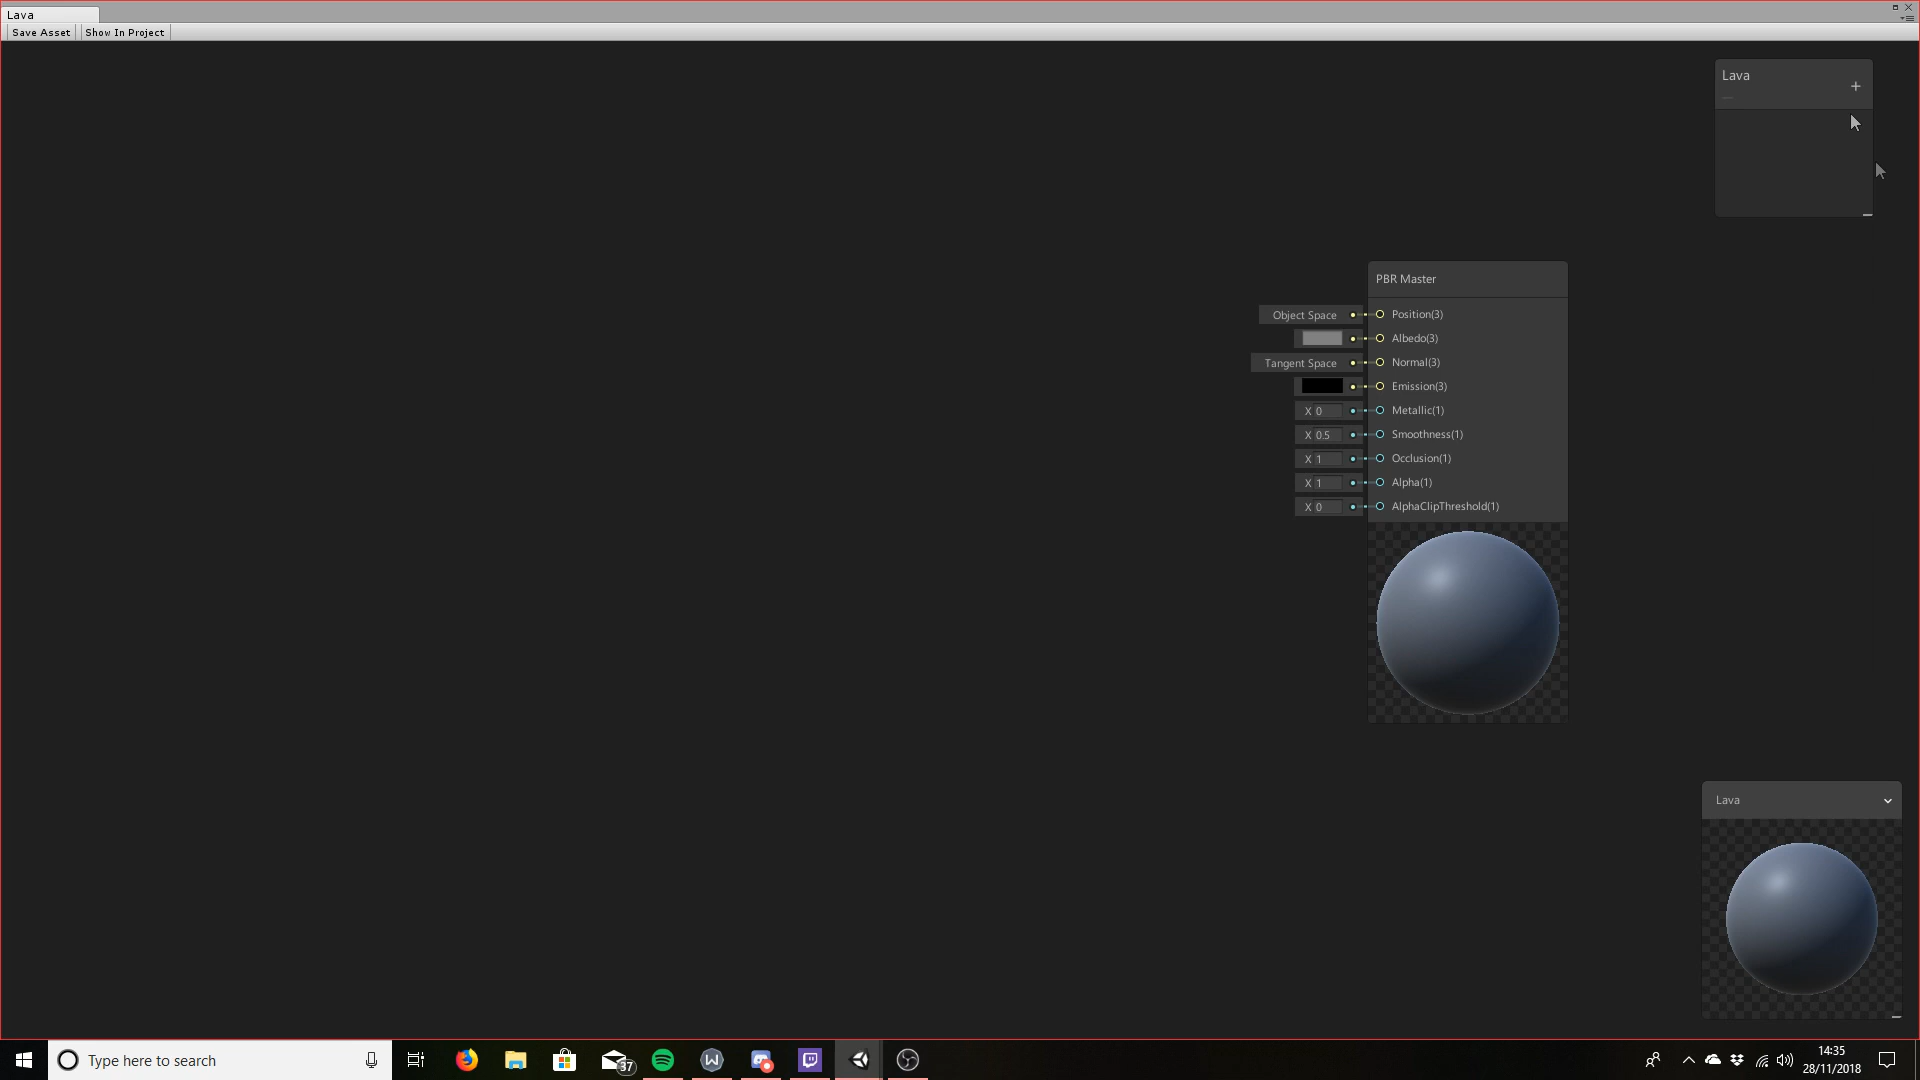 Lava
Save Asset
Show In Project
Lava
+
PBR Master
Object Space
Position(3)
Albedo(3)
Tangent Space
Normal(3)
Emission(3)
X 0
Metallic(1)
X 0.5
Smoothness(1)
X 1
Occlusion(1)
X 1
Alpha(1)
X 0
AlphaClipThreshold(1)
Lava
Type here to search
37
W
14:35
28/11/2018